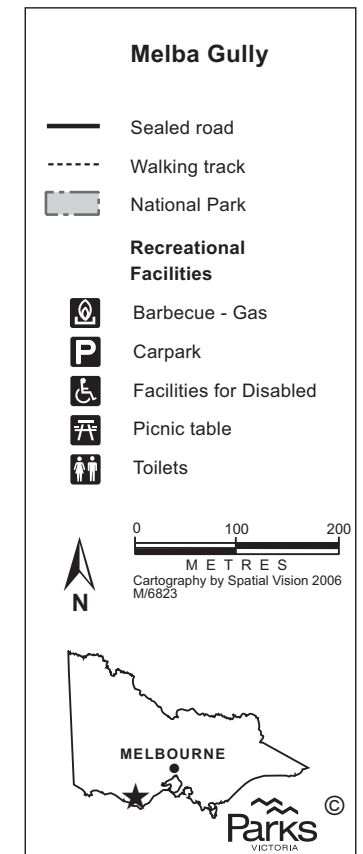 Melba Gully
Sealed road
Walking track
National Park
Recreational
Facilities
Barbecue - Gas
P
Carpark
Facilities for Disabled
Picnic table
Toilets
0 100 200
METRES
Cartography by Spatial Vision 2006
M/6823
N
MELBOURNE
©
Parks
VICTORIA